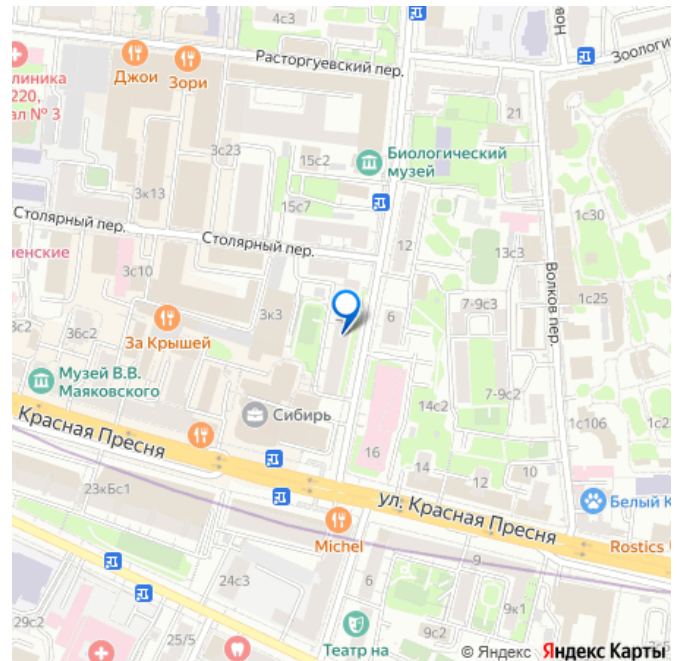 4с3
Нов
Расторгуевский пер.
Зоологи
Джои
Зори
линика
220,
ал № 3
21
Биологический
музей
3с23
15с2
3к13
15с7
Столярный пер.
Столярный пер.
12
1с30
13с3
ненские
3с10
Волков пер.
7-9с3
1с25
3к3
6
3с2
36с2
За Крышей
Музей В.В.
Маяковского
7-9с2
14с2
1с2
Сибирь
1с106
Красная Пресня
16
14
12
10
23кБс1
ул. Красная Пресня
Белый К
Michel
Rostics
9
24с3
6
9к1
29с2
25/5
9с2
Театр на
© Яндекс Яндекс Карты